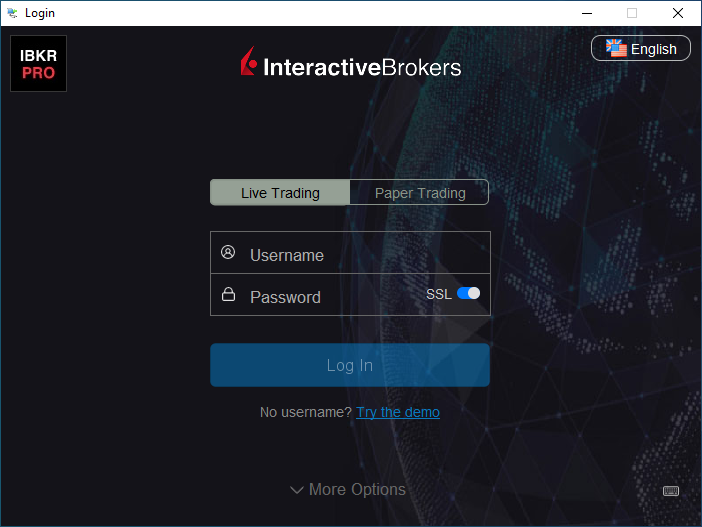 Login
IBKR
PRO
InteractiveBrokers
English
Live Trading
Paper Trading
Username
Password
SSL
Log In
No username? Try the demo
More Options